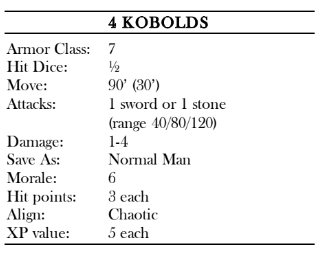 4 KOBOLDS
Armor Class: 7
Hit Dice: ½
Move: 90’ (30’)
Attacks: 1 sword or 1 stone
(range 40/80/120)
Damage: 1-4
Save As: Normal Man
Morale: 6
Hit points: 3 each
Align: Chaotic
XP value: 5 each